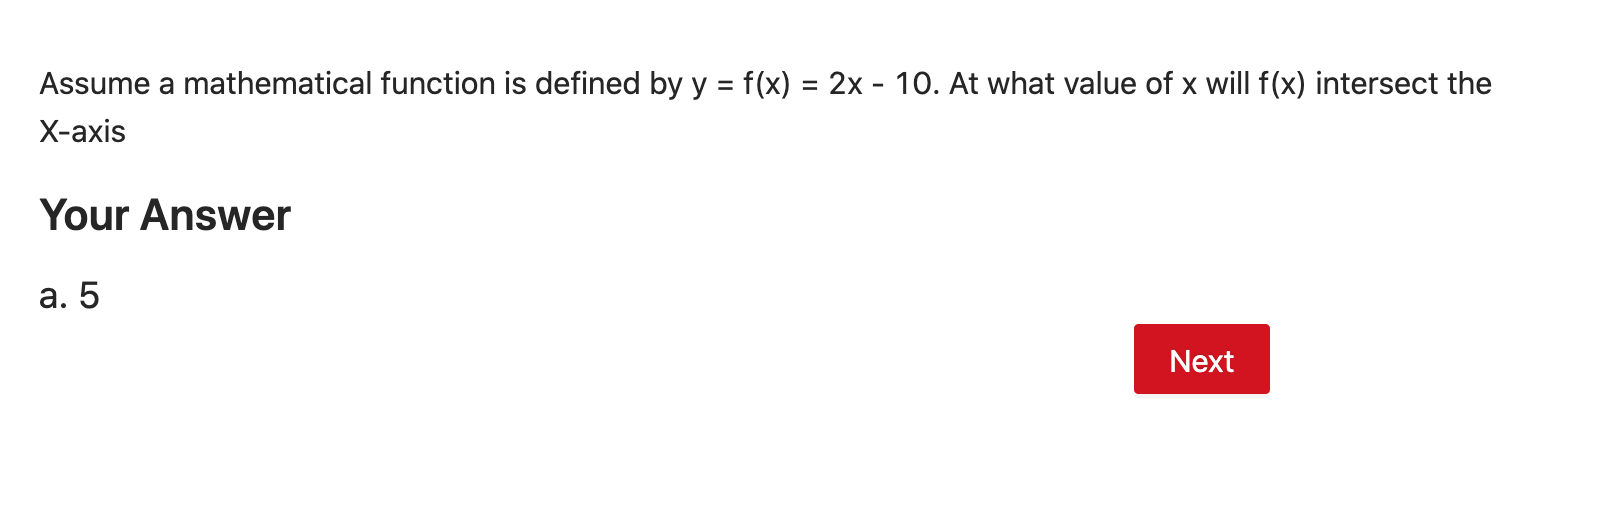 Assume a mathematical function is defined by y = f(x) = 2x - 10. At what value of x will f(x) intersect the
X-axis
Your Answer
a. 5
Next